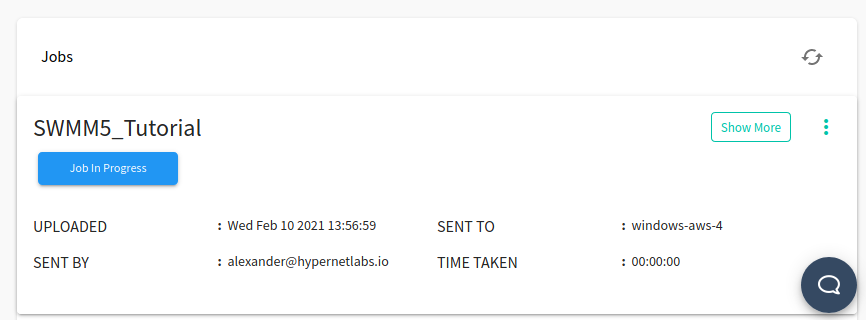 Jobs
SWMM5_Tutorial
Show More
Job In Progress
UPLOADED : Wed Feb 10 2021 13:56:59 SENT TO : windows-aws-4
SENT BY : alexander@hypernetlabs.io TIME TAKEN : 00:00:00